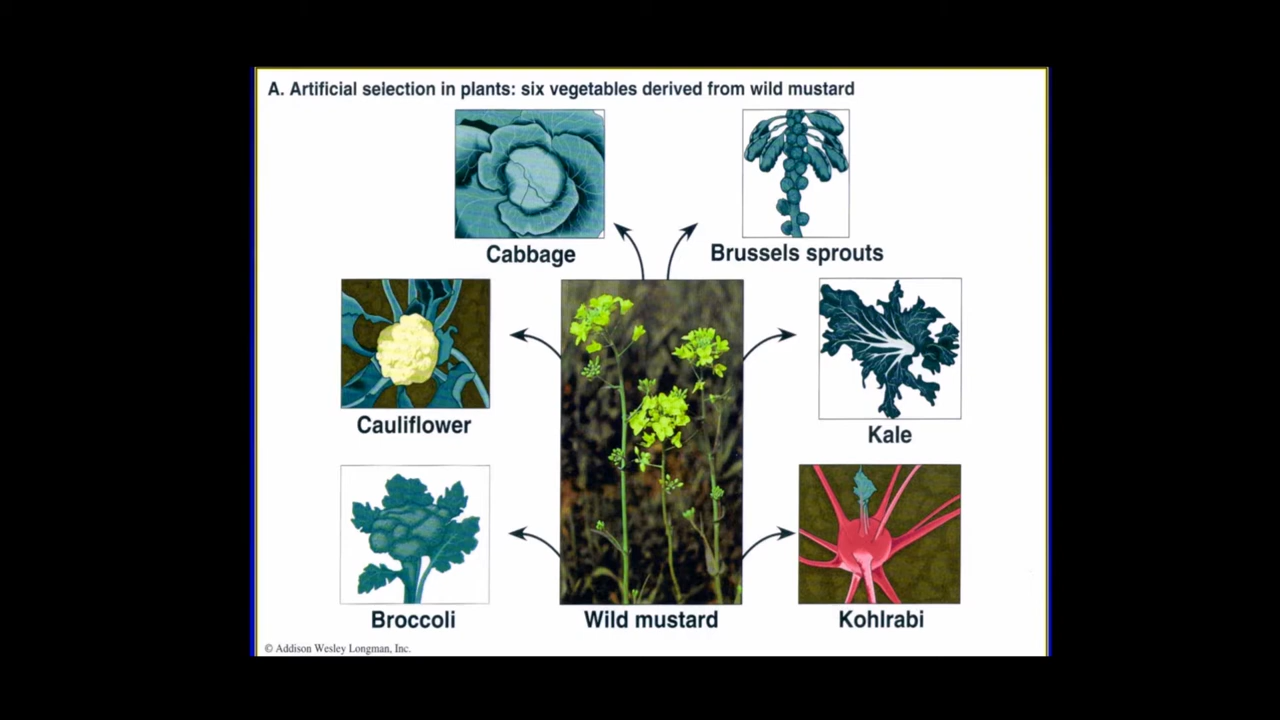 A. Artificial selection in plants: six vegetables derived from wild mustard
Cabbage
Brussels sprouts
Cauliflower
Kale
Broccoli
Wild mustard
Kohlrabi
© Addison Wesley Longman, Inc.